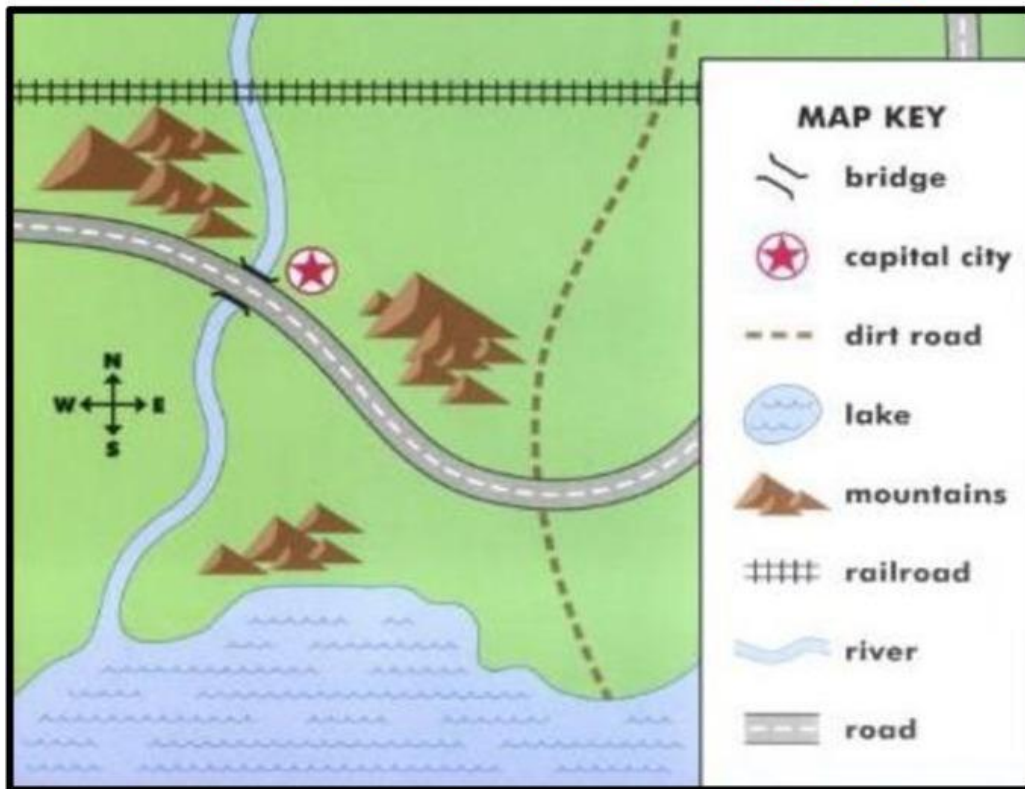 MAP KEY
bridge
capital city
dirt road
lake
mountains
railroad
river
road
N
W E
S